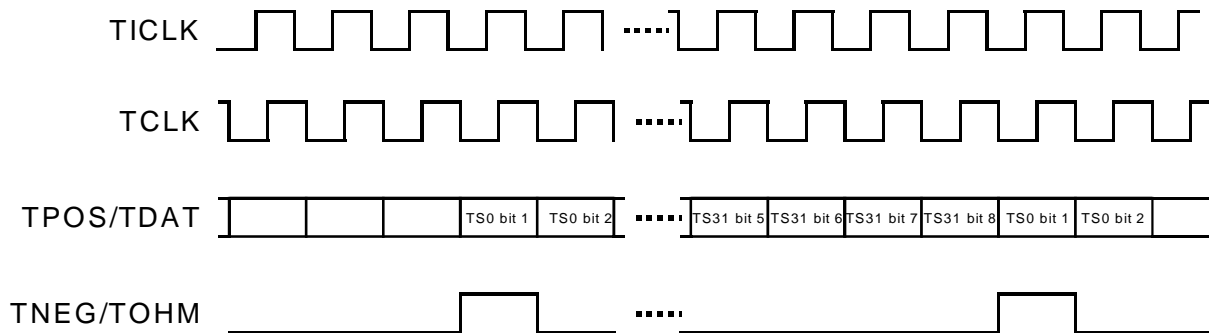 TICLK
TCLK
TPOS/TDAT TS0 bit 1 TS0 bit 2 TS31 bit 5 TS31 bit 6 TS31 bit 7 TS31 bit 8 TS0 bit 1 TS0 bit 2
TNEG/TOHM